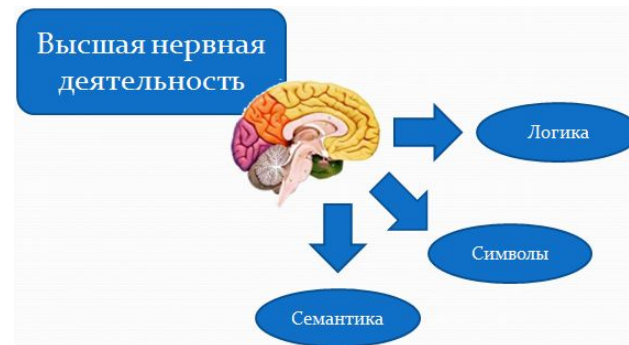 Высшая нервная
деятельность
Логика
Символы
Семантика